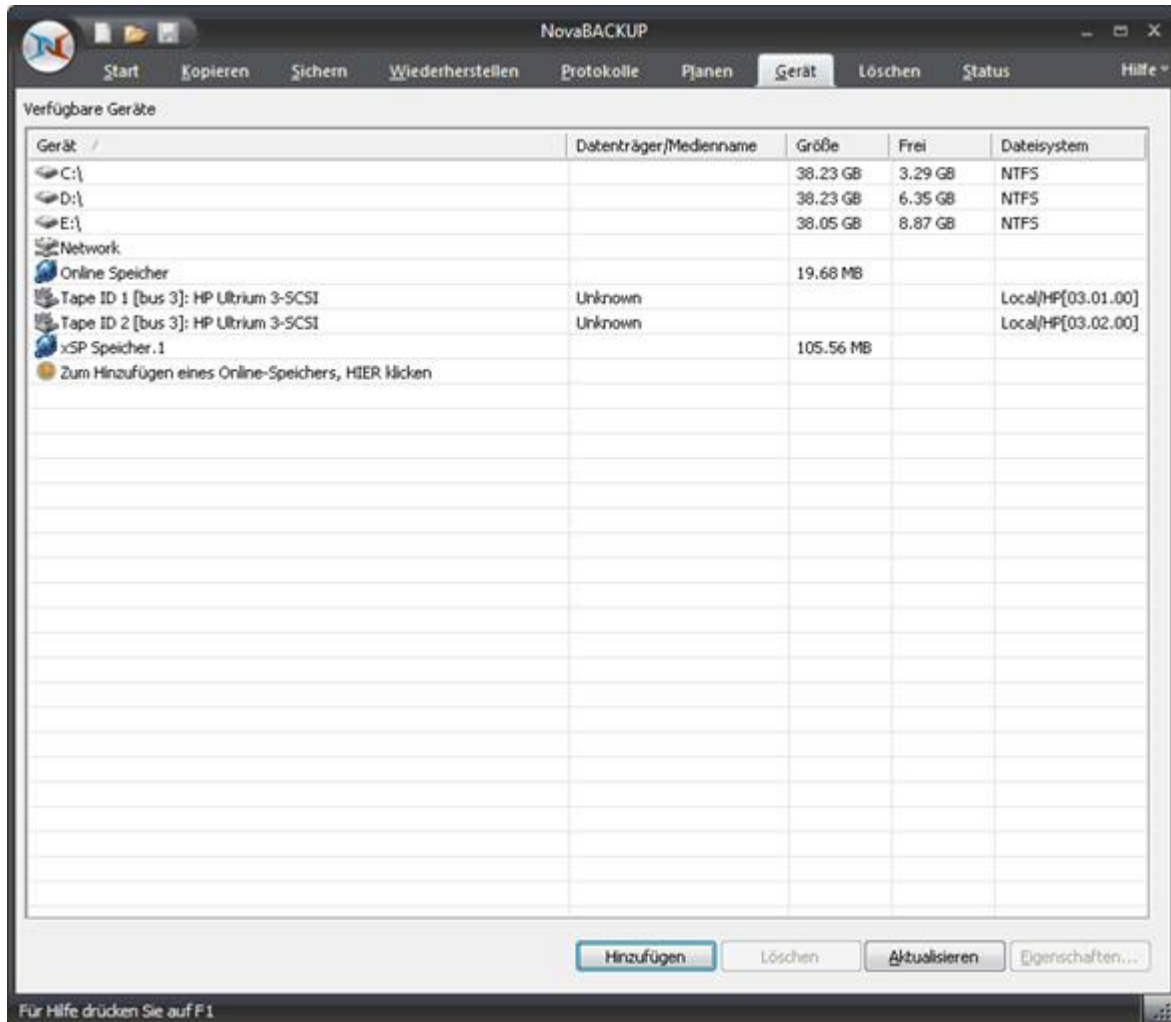 NovaBACKUP
Start Kopieren Sichern Wiederherstellen Protokolle Planen Gerät Löschen Status Hilfe
Verfügbare Geräte
Gerät Datenträger/Medienname Größe Frei Dateisystem
C:\ 38.23 GB 3.29 GB NTFS
D:\ 38.23 GB 6.35 GB NTFS
E:\ 38.05 GB 8.87 GB NTFS
Network
Online Speicher 19.68 MB
Tape ID 1 [bus 3]: HP Ultrium 3-SCSI Unknown Local/HP[03.01.00]
Tape ID 2 [bus 3]: HP Ultrium 3-SCSI Unknown Local/HP[03.02.00]
xSP Speicher.1 105.56 MB
Zum Hinzufügen eines Online-Speichers, HIER klicken
Hinzufügen Löschen Aktualisieren Eigenschaften...
Für Hilfe drücken Sie auf F1